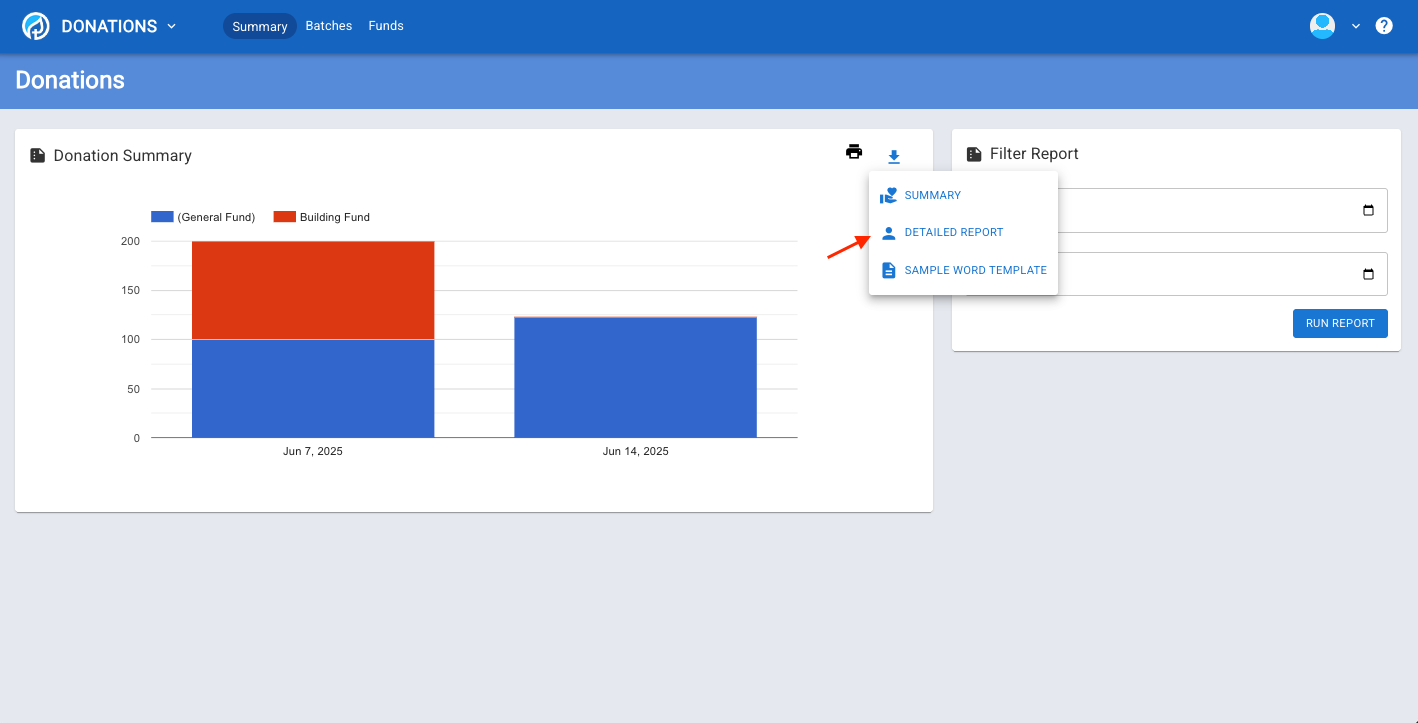 DONATIONS Summary Batches Funds
Donations
Donation Summary
SUMMARY
DETAILED REPORT
SAMPLE WORD TEMPLATE
(General Fund) Building Fund
200
150
100
50
0
Jun 7, 2025 Jun 14, 2025
Filter Report
RUN REPORT